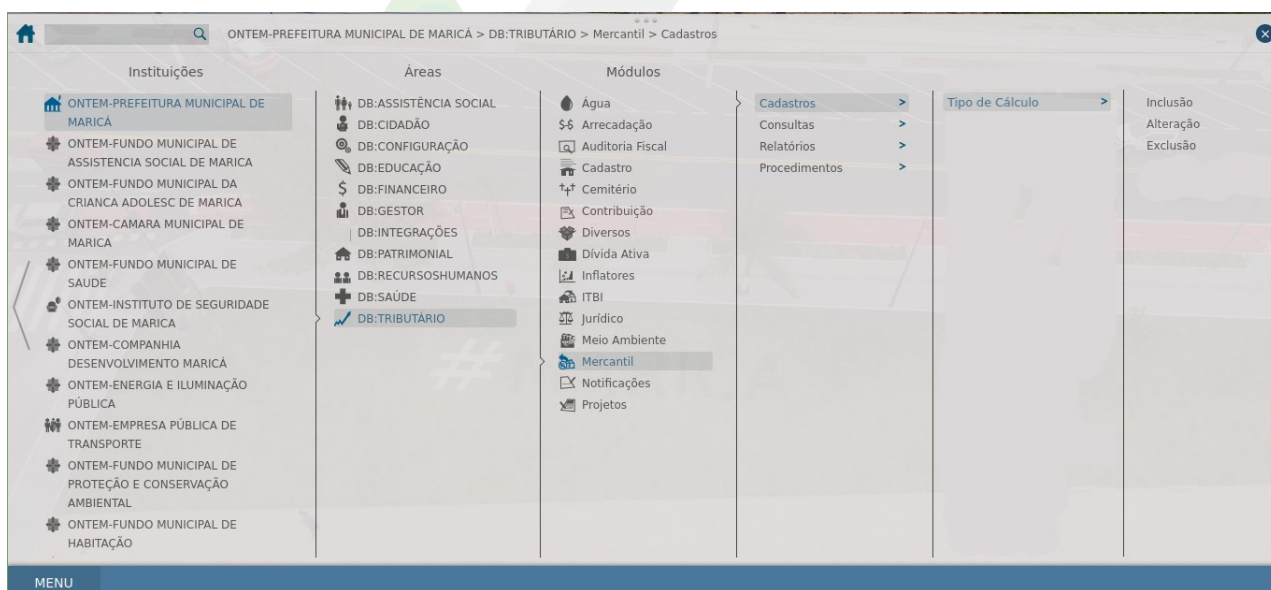 ONTEM-PREFEITURA MUNICIPAL DE MARICÁ > DB:TRIBUTÁRIO > Mercantil > Cadastros
Instituições
ONTEM-PREFEITURA MUNICIPAL DE
MARICÁ
ONTEM-FUNDO MUNICIPAL DE
ASSISTENCIA SOCIAL DE MARICA
ONTEM-FUNDO MUNICIPAL DA
CRIANCA ADOLESC DE MARICA
ONTEM-CAMARA MUNICIPAL DE
MARICA
ONTEM-FUNDO MUNICIPAL DE
SAUDE
ONTEM-INSTITUTO DE SEGURIDADE
SOCIAL DE MARICA
ONTEM-COMPANHIA
DESENVOLVIMENTO MARICÁ
ONTEM-ENERGIA E ILUMINAÇÃO
PÚBLICA
ONTEM-EMPRESA PÚBLICA DE
TRANSPORTE
ONTEM-FUNDO MUNICIPAL DE
PROTEÇÃO E CONSERVAÇÃO
AMBIENTAL
ONTEM-FUNDO MUNICIPAL DE
HABITAÇÃO
Áreas
DB:ASSISTÊNCIA SOCIAL
DB:CIDADÃO
DB:CONFIGURAÇÃO
DB:EDUCAÇÃO
DB:FINANCEIRO
DB:GESTOR
DB:INTEGRAÇÕES
DB:PATRIMONIAL
DB:RECURSOSHUMANOS
DB:SAÚDE
DB:TRIBUTÁRIO
Módulos
Água
Arrecadação
Auditoria Fiscal
Cadastro
Cemitério
Contribuição
Diversos
Dívida Ativa
Inflatores
ITBI
Jurídico
Meio Ambiente
Mercantil
Notificações
Projetos
Cadastros >
Consultas >
Relatórios >
Procedimentos >
Tipo de Cálculo >
Inclusão
Alteração
Exclusão
MENU